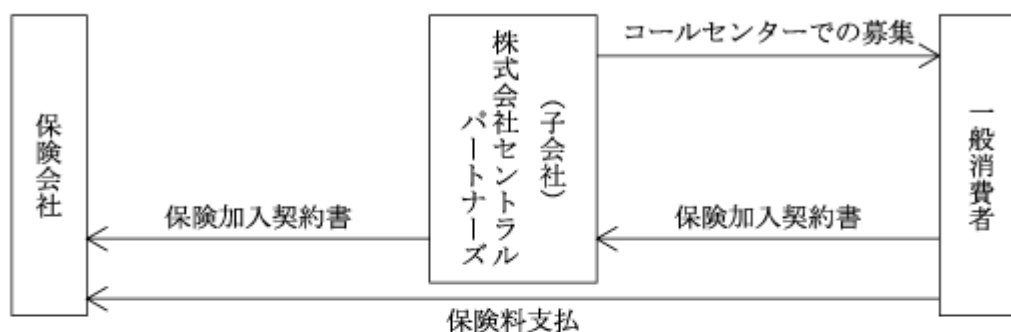 保険会社
保険加入契約書
株式会社セントラル
パートナーズ
（子会社）
コールセンターでの募集
保険加入契約書
保険料支払
一般消費者